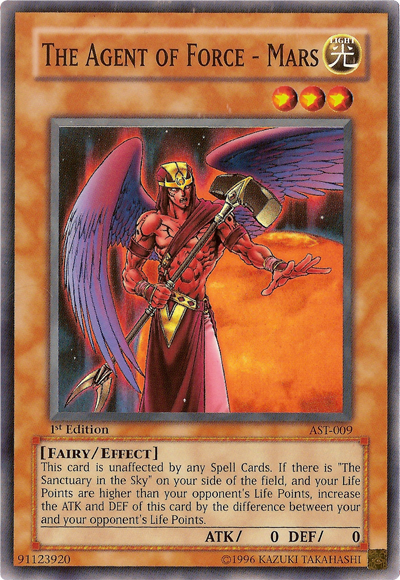 THE AGENT OF FORCE - MARS
LIGHT
光
1st Edition
AST-009
[FAIRY/EFFECT]
This card is unaffected by any Spell Cards. If there is "The
Sanctuary in the Sky" on your side of the field, and your Life
Points are higher than your opponent's Life Points, increase
the ATK and DEF of this card by the difference between your
and your opponent's Life Points.
ATK/ 0 DEF/ 0
91123920
©1996 KAZUKI TAKAHASHI